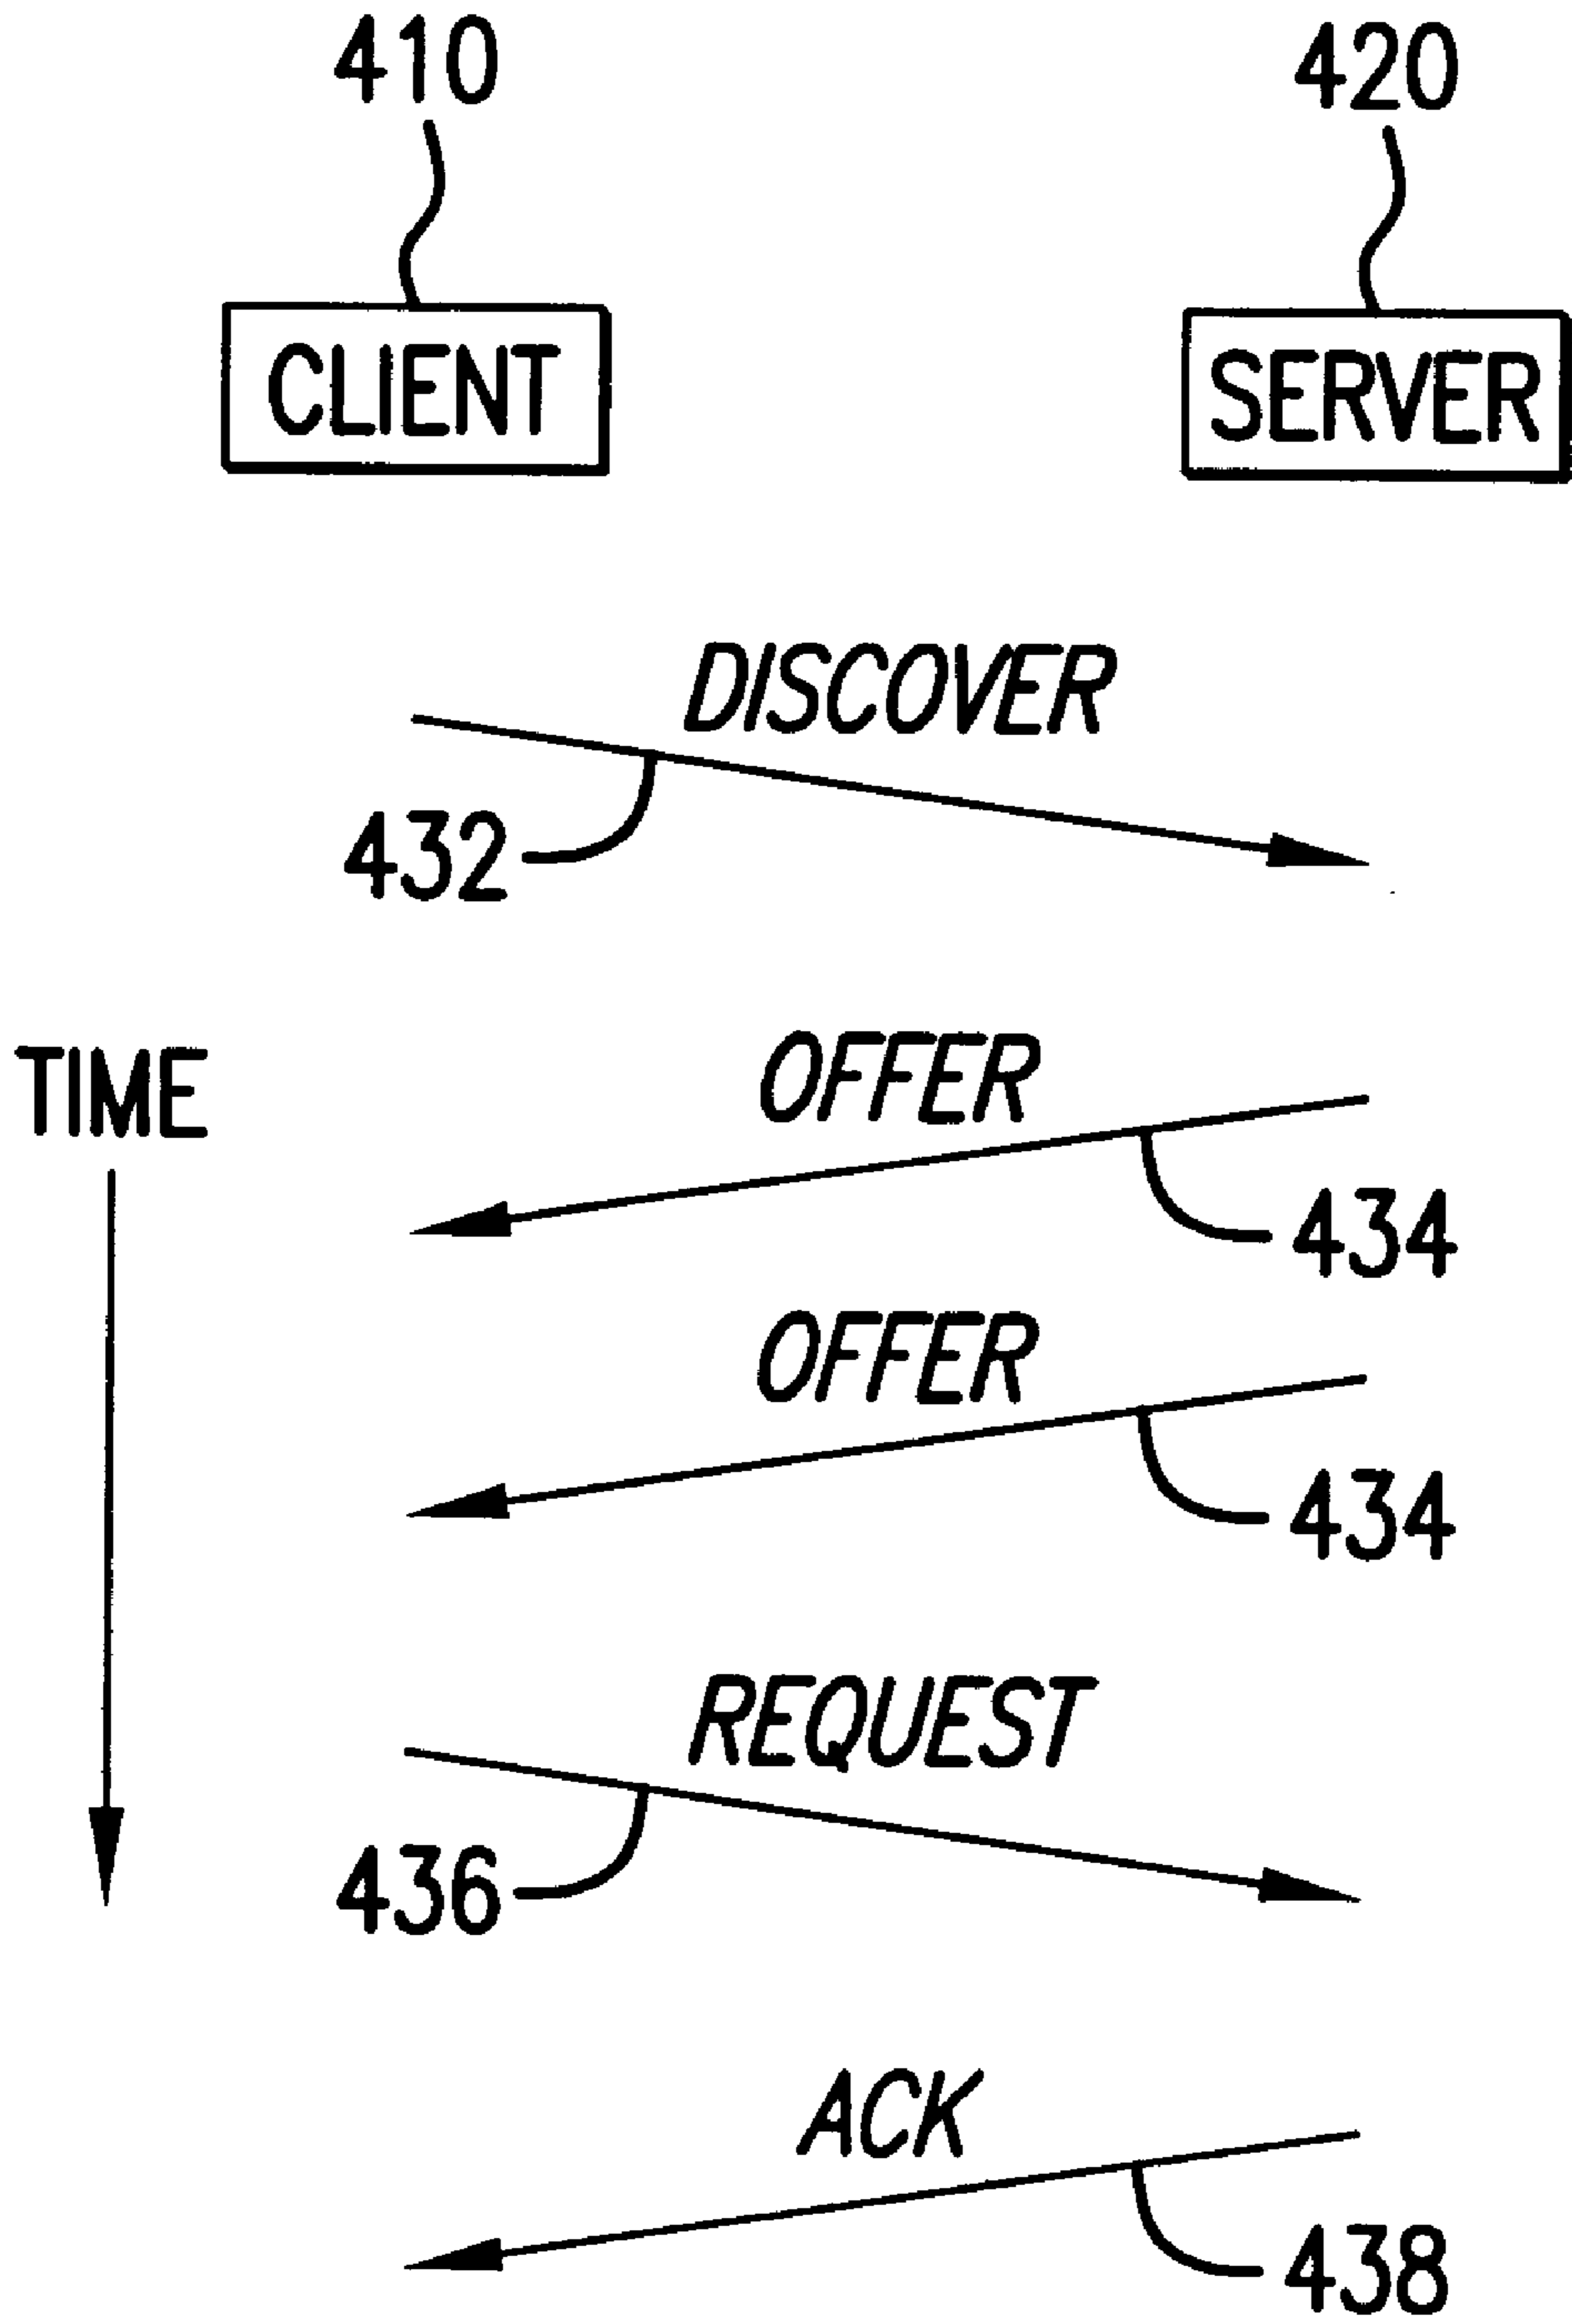 410
420
CLIENT
SERVER
DISCOVER
432
TIME
OFFER
434
OFFER
434
REQUEST
436
ACK
438